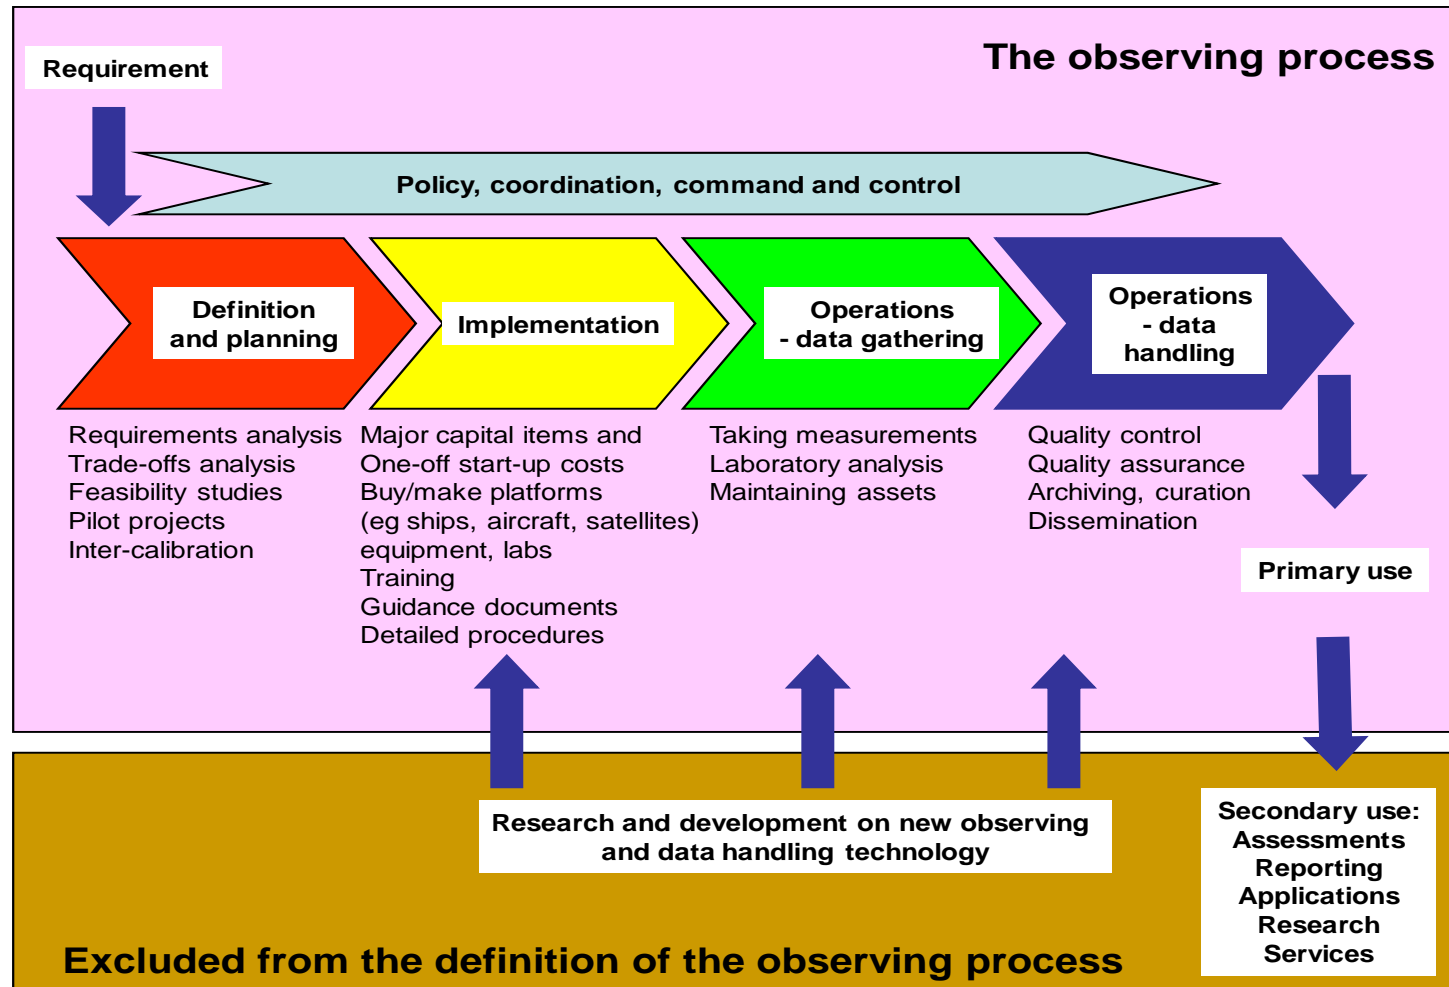 The observing process
Requirement
Policy, coordination, command and control
Definition
and planning
Implementation
Operations
- data gathering
Operations
- data
handling
Requirements analysis
Trade-offs analysis
Feasibility studies
Pilot projects
Inter-calibration
Major capital items and
One-off start-up costs
Buy/make platforms
(eg ships, aircraft, satellites)
equipment, labs
Training
Guidance documents
Detailed procedures
Taking measurements
Laboratory analysis
Maintaining assets
Quality control
Quality assurance
Archiving, curation
Dissemination
Primary use
Research and development on new observing
and data handling technology
Secondary use:
Assessments
Reporting
Applications
Research
Services
Excluded from the definition of the observing process